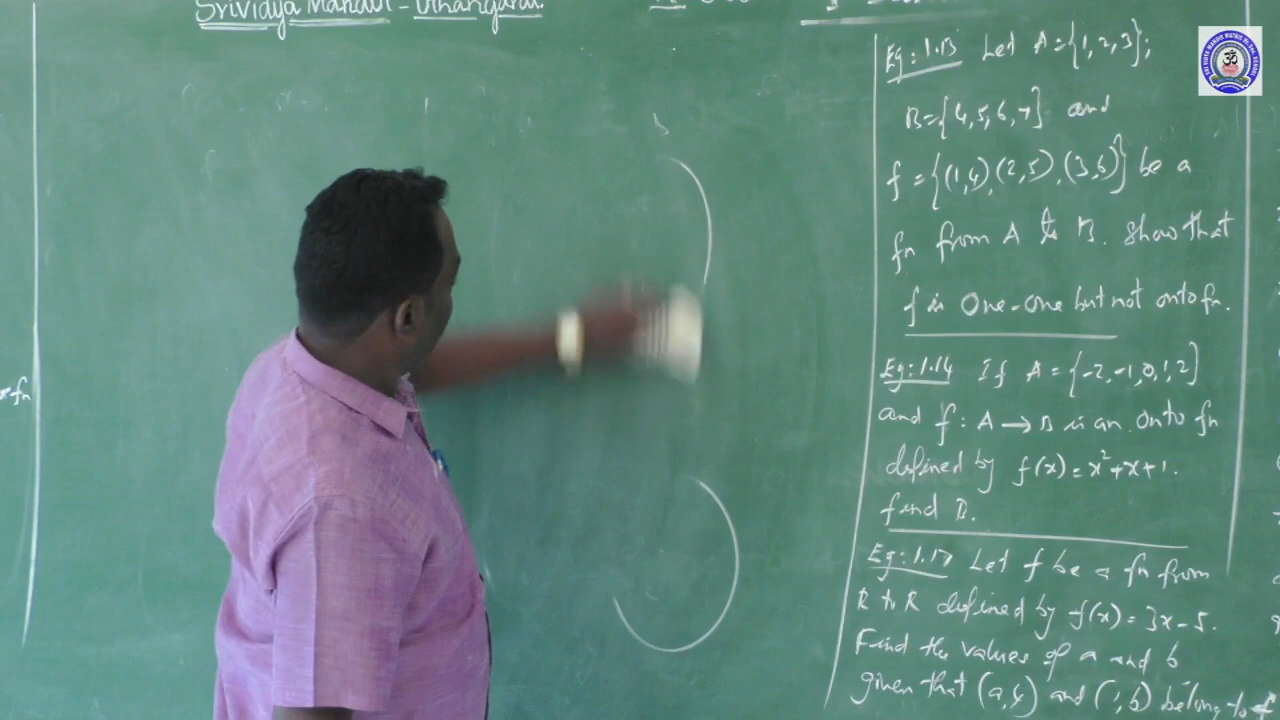 Srividya Mandir - Uthangarai
Eg: 1.13 Let A = {1, 2, 3};
B = {4, 5, 6, 7} and
f = {(1,4), (2,5), (3,6)} be a
fn from A to B. Show that
f is One-one but not onto fn.
Eg: 1.14 If A = {-2, -1, 0, 1, 2}
and f : A → B is an onto fn
defined by f(x) = x² + x + 1.
find B.
Eg: 1.17 Let f be a fn from
R to R defined by f(x) = 3x - 5.
Find the values of a and b
given that (a,4) and (1,b) belong to f
fn
b